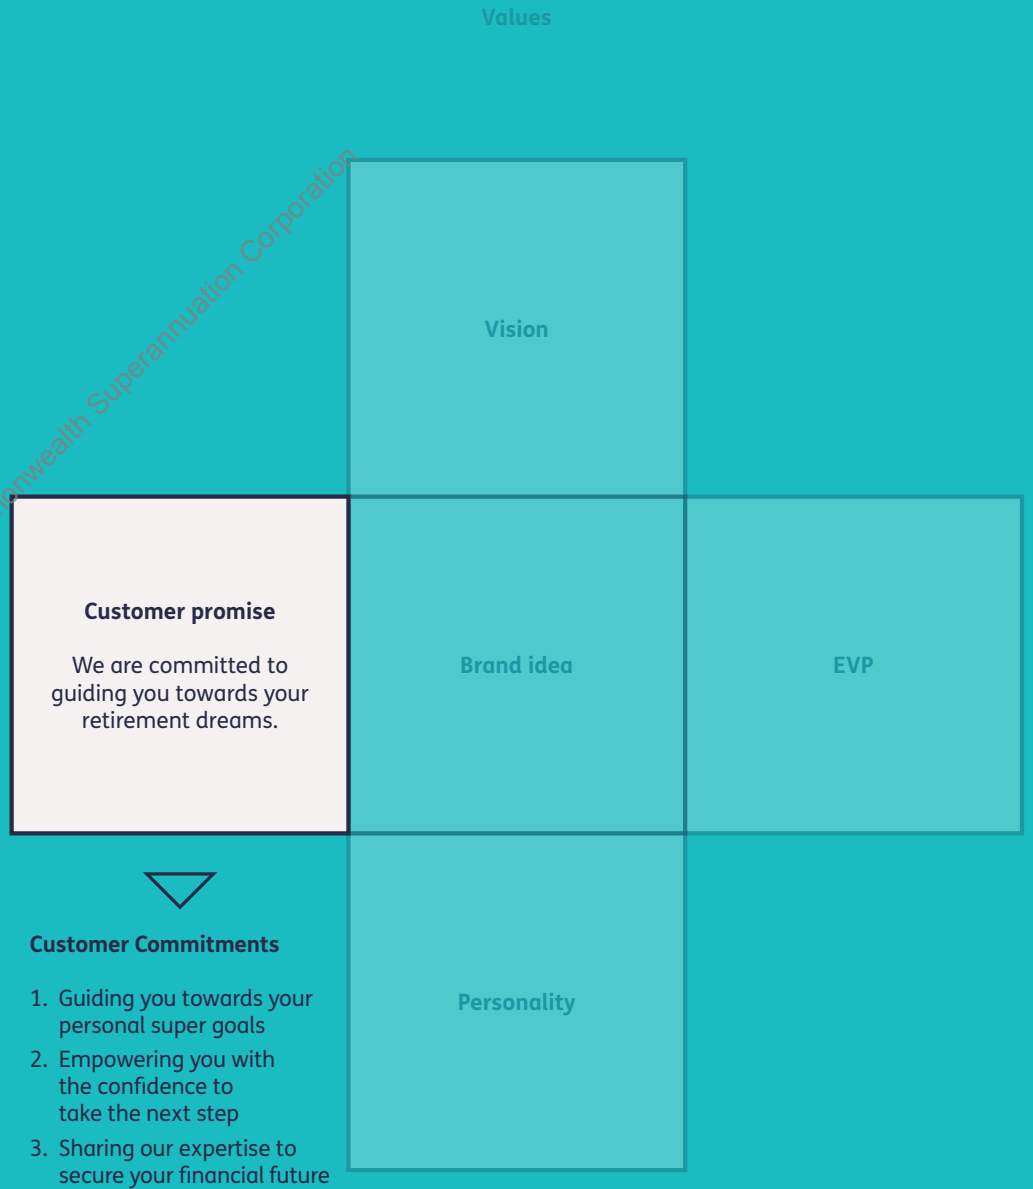 Values
Vision
monwealth Superannuation Corporation
Customer promise
We are committed to
guiding you towards your
retirement dreams.
Brand idea
EVP
Customer Commitments
1. Guiding you towards your
personal super goals
2. Empowering you with
the confidence to
take the next step
3. Sharing our expertise to
secure your financial future
Personality